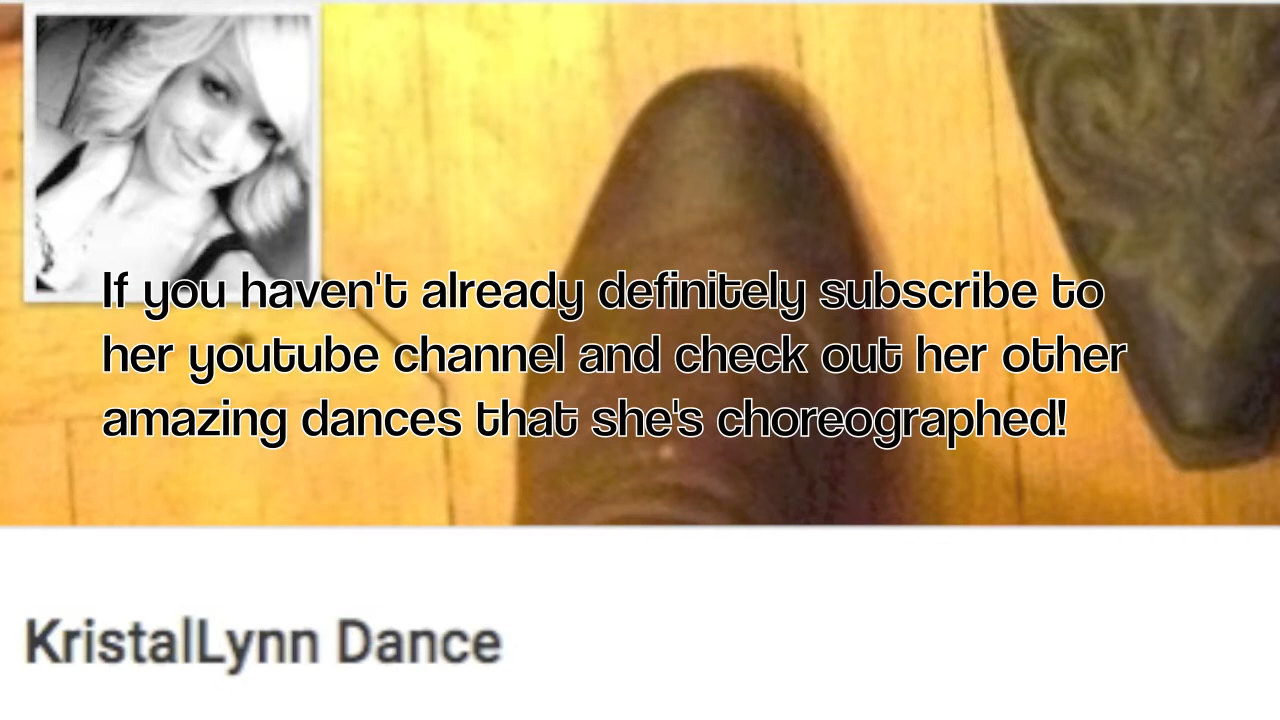 If you haven't already definitely subscribe to
her youtube channel and check out her other
amazing dances that she's choreographed!
KristalLynn Dance